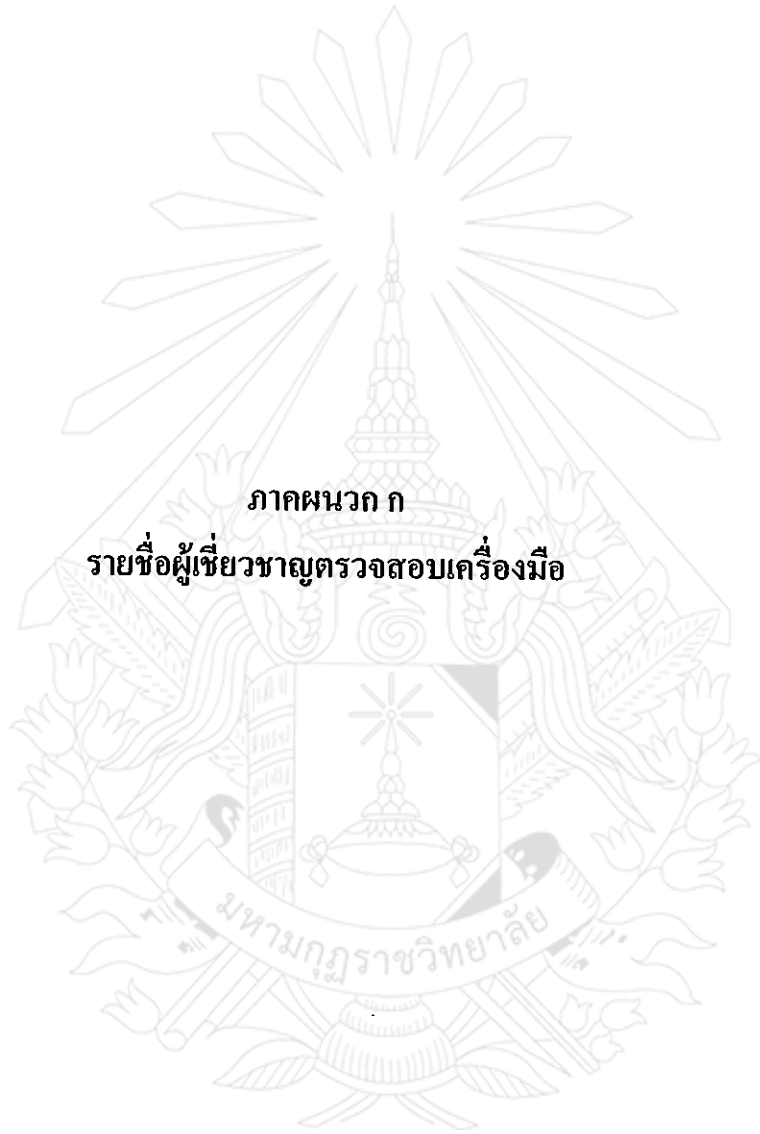 ภาคผนวก ก
รายชื่อผู้เชี่ยวชาญตรวจสอบเครื่องมือ
มหามกุฏราชวิทยาลัย